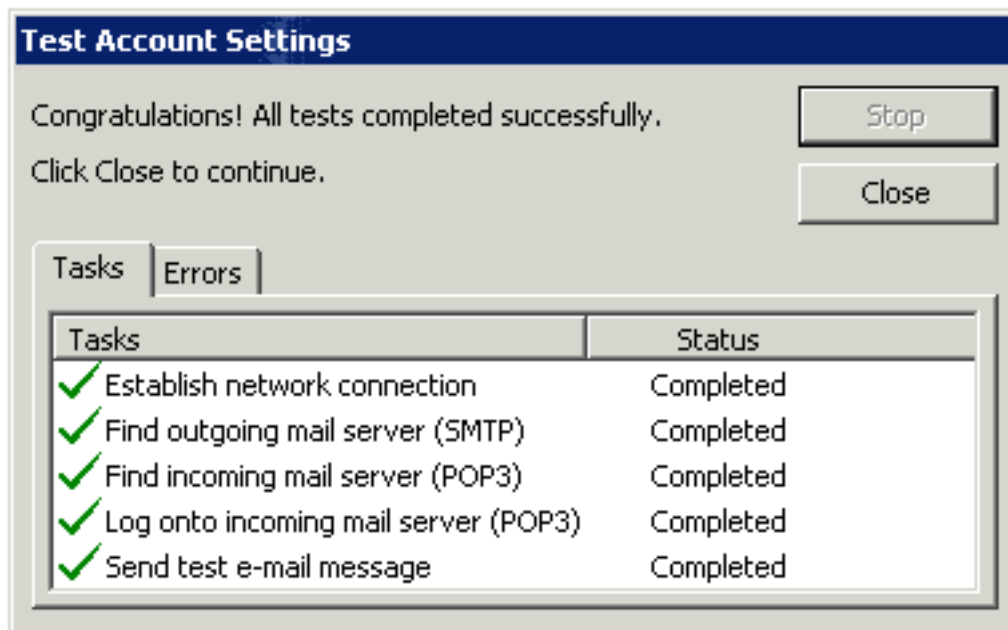 Test Account Settings
Congratulations! All tests completed successfully.
Stop
Click Close to continue.
Close
Tasks Errors
Tasks Status
Establish network connection Completed
Find outgoing mail server (SMTP) Completed
Find incoming mail server (POP3) Completed
Log onto incoming mail server (POP3) Completed
Send test e-mail message Completed